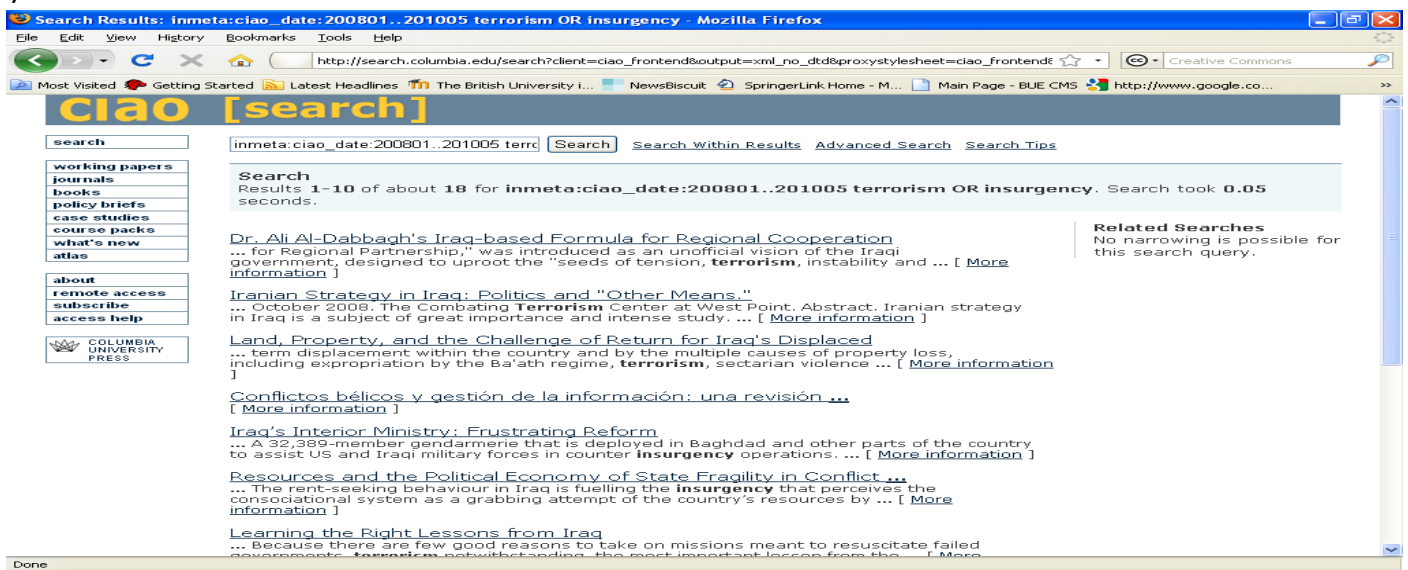 Search Results: inmeta:ciao_date:200801..201005 terrorism OR insurgency - Mozilla Firefox
File Edit View History Bookmarks Tools Help
http://search.columbia.edu/search?client=ciao_frontend&output=xml_no_dtd&proxystylesheet=ciao_frontend& Creative Commons
Most Visited Getting Started Latest Headlines The British University i... NewsBiscuit SpringerLink Home - M... Main Page - BUE CMS http://www.google.co... »
ciao [search]
search
working papers
journals
books
policy briefs
case studies
course packs
what's new
atlas
about
remote access
subscribe
access help
COLUMBIA
UNIVERSITY
PRESS
inmeta:ciao_date:200801..201005 terro Search Search Within Results Advanced Search Search Tips
Search
Results 1-10 of about 18 for inmeta:ciao_date:200801..201005 terrorism OR insurgency. Search took 0.05
seconds.
Dr. Ali Al-Dabbagh's Iraq-based Formula for Regional Cooperation
... for Regional Partnership," was introduced as an unofficial vision of the Iraqi
government, designed to uproot the "seeds of tension, terrorism, instability and ... [ More
information ]
Iranian Strategy in Iraq: Politics and "Other Means."
... October 2008. The Combating Terrorism Center at West Point. Abstract. Iranian strategy
in Iraq is a subject of great importance and intense study. ... [ More information ]
Land, Property, and the Challenge of Return for Iraq's Displaced
... term displacement within the country and by the multiple causes of property loss,
including expropriation by the Ba'ath regime, terrorism, sectarian violence ... [ More information
]
Conflictos bélicos y gestión de la información: una revisión ...
[ More information ]
Iraq's Interior Ministry: Frustrating Reform
... A 32,389-member gendarmerie that is deployed in Baghdad and other parts of the country
to assist US and Iraqi military forces in counter insurgency operations. ... [ More information ]
Resources and the Political Economy of State Fragility in Conflict ...
... The rent-seeking behaviour in Iraq is fuelling the insurgency that perceives the
consociational system as a grabbing attempt of the country's resources by ... [ More
information ]
Learning the Right Lessons from Iraq
... Because there are few good reasons to take on missions meant to resuscitate failed
governments, terrorism notwithstanding, the most important lesson from the ... [ More
Related Searches
No narrowing is possible for
this search query.
Done